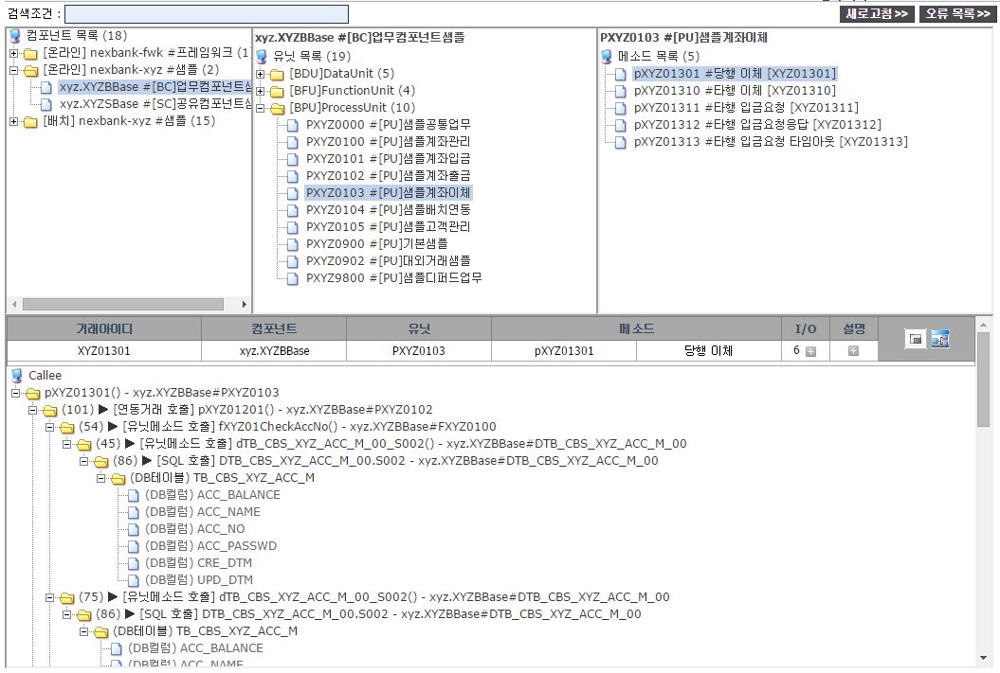 검색조건 :
새로고침 >> 오류 목록 >>
컴포넌트 목록 (18)
[온라인] nexbank-fwk #프레임워크 (1
[온라인] nexbank-xyz #샘플 (2)
xyz.XYZBBase #[BC]업무컴포넌트샘
xyz.XYZSBase #[SC]공유컴포넌트샘
[배치] nexbank-xyz #샘플 (15)
xyz.XYZBBase #[BC]업무컴포넌트샘플
유닛 목록 (19)
[BDU]DataUnit (5)
[BFU]FunctionUnit (4)
[BPU]ProcessUnit (10)
PXYZ0000 #[PU]샘플공통업무
PXYZ0100 #[PU]샘플계좌관리
PXYZ0101 #[PU]샘플계좌입금
PXYZ0102 #[PU]샘플계좌출금
PXYZ0103 #[PU]샘플계좌이체
PXYZ0104 #[PU]샘플배치연동
PXYZ0105 #[PU]샘플고객관리
PXYZ0900 #[PU]기본샘플
PXYZ0902 #[PU]대외거래샘플
PXYZ9800 #[PU]샘플디퍼드업무
PXYZ0103 #[PU]샘플계좌이체
메소드 목록 (5)
pXYZ01301 #당행 이체 [XYZ01301]
pXYZ01310 #타행 이체 [XYZ01310]
pXYZ01311 #타행 입금요청 [XYZ01311]
pXYZ01312 #타행 입금요청응답 [XYZ01312]
pXYZ01313 #타행 입금요청 타임아웃 [XYZ01313]
거래아이디 컴포넌트 유닛 메소드 I/O 설명
XYZ01301 xyz.XYZBBase PXYZ0103 pXYZ01301 당행 이체 6
Callee
pXYZ01301() - xyz.XYZBBase#PXYZ0103
(101) ▶ [연동거래 호출] pXYZ01201() - xyz.XYZBBase#PXYZ0102
(54) ▶ [유닛메소드 호출] fXYZ01CheckAccNo() - xyz.XYZBBase#FXYZ0100
(45) ▶ [유닛메소드 호출] dTB_CBS_XYZ_ACC_M_00_S002() - xyz.XYZBBase#DTB_CBS_XYZ_ACC_M_00
(86) ▶ [SQL 호출] DTB_CBS_XYZ_ACC_M_00.S002 - xyz.XYZBBase#DTB_CBS_XYZ_ACC_M_00
(DB테이블) TB_CBS_XYZ_ACC_M
(DB컬럼) ACC_BALANCE
(DB컬럼) ACC_NAME
(DB컬럼) ACC_NO
(DB컬럼) ACC_PASSWD
(DB컬럼) CRE_DTM
(DB컬럼) UPD_DTM
(75) ▶ [유닛메소드 호출] dTB_CBS_XYZ_ACC_M_00_S002() - xyz.XYZBBase#DTB_CBS_XYZ_ACC_M_00
(86) ▶ [SQL 호출] DTB_CBS_XYZ_ACC_M_00.S002 - xyz.XYZBBase#DTB_CBS_XYZ_ACC_M_00
(DB테이블) TB_CBS_XYZ_ACC_M
(DB컬럼) ACC_BALANCE
(DB컬럼) ACC_NAME